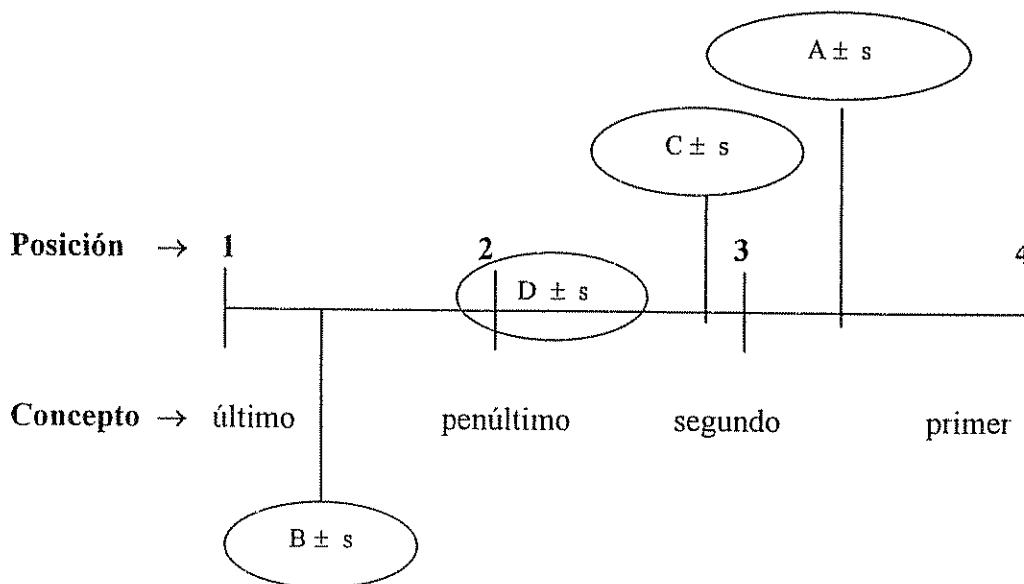 A ± s
C ± s
Posición → 1 2 3 4
D ± s
Concepto → último penúltimo segundo primer
B ± s